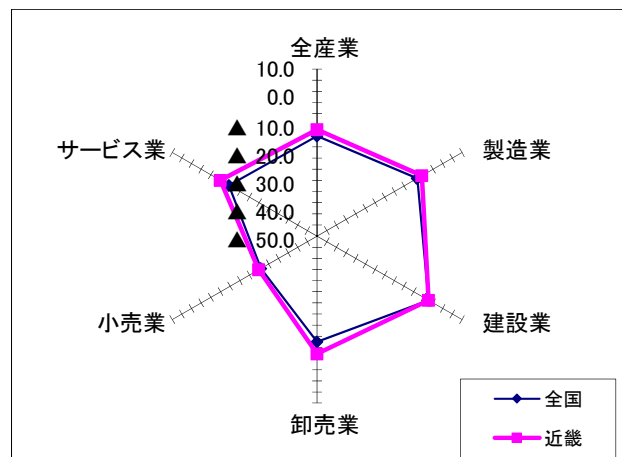 全産業
10.0
0.0
▲ 10.0
▲ 20.0
▲ 30.0
▲ 40.0
▲ 50.0
サービス業
製造業
小売業
建設業
卸売業
全国
近畿